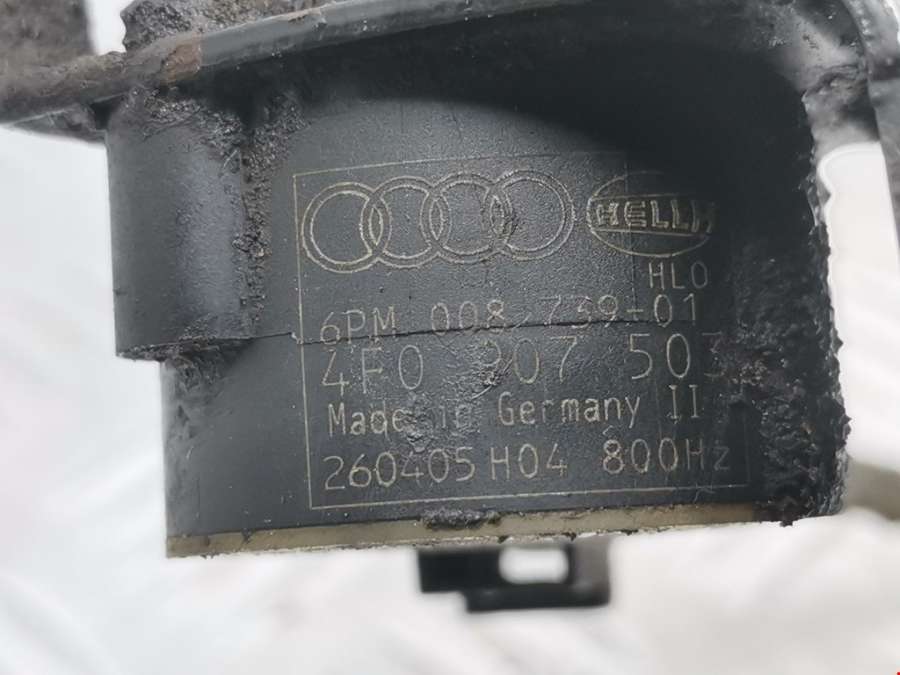 HELLA
HLO
6PM 008 739-01
4F0 907 503
Made in Germany II
260405 H04 800Hz